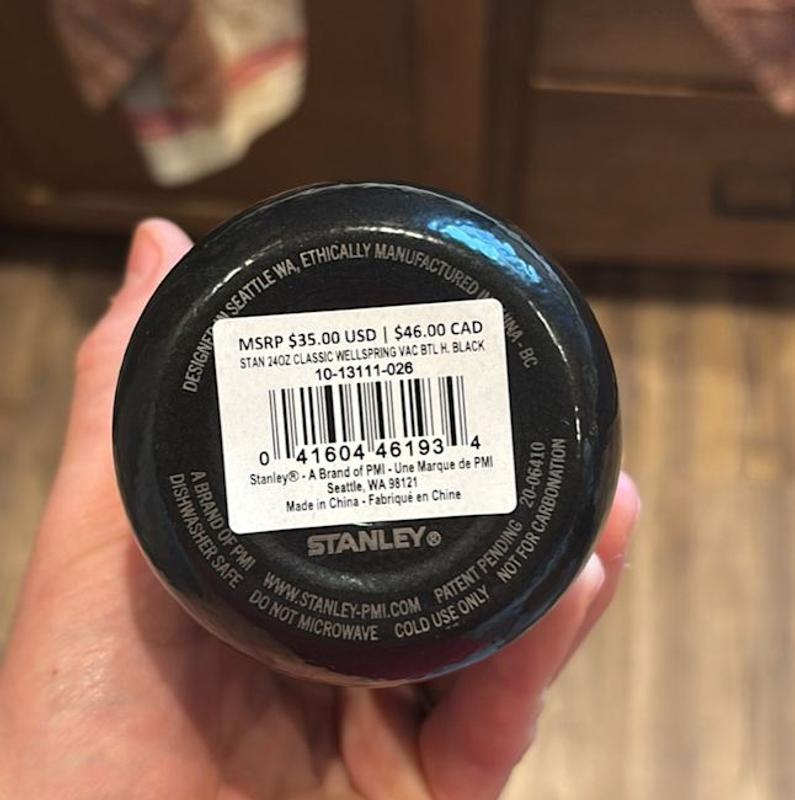 DESIGNED IN SEATTLE WA, ETHICALLY MANUFACTURED IN CHINA - BC
MSRP $35.00 USD | $46.00 CAD
STAN 24OZ CLASSIC WELLSPRING VAC BTL H. BLACK
10-13111-026
0 41604 46193 4
Stanley® - A Brand of PMI - Une Marque de PMI
Seattle, WA 98121
Made in China - Fabriqué en Chine
STANLEY®
A BRAND OF PMI WWW.STANLEY-PMI.COM PATENT PENDING 20-06410
DISHWASHER SAFE DO NOT MICROWAVE COLD USE ONLY NOT FOR CARBONATION